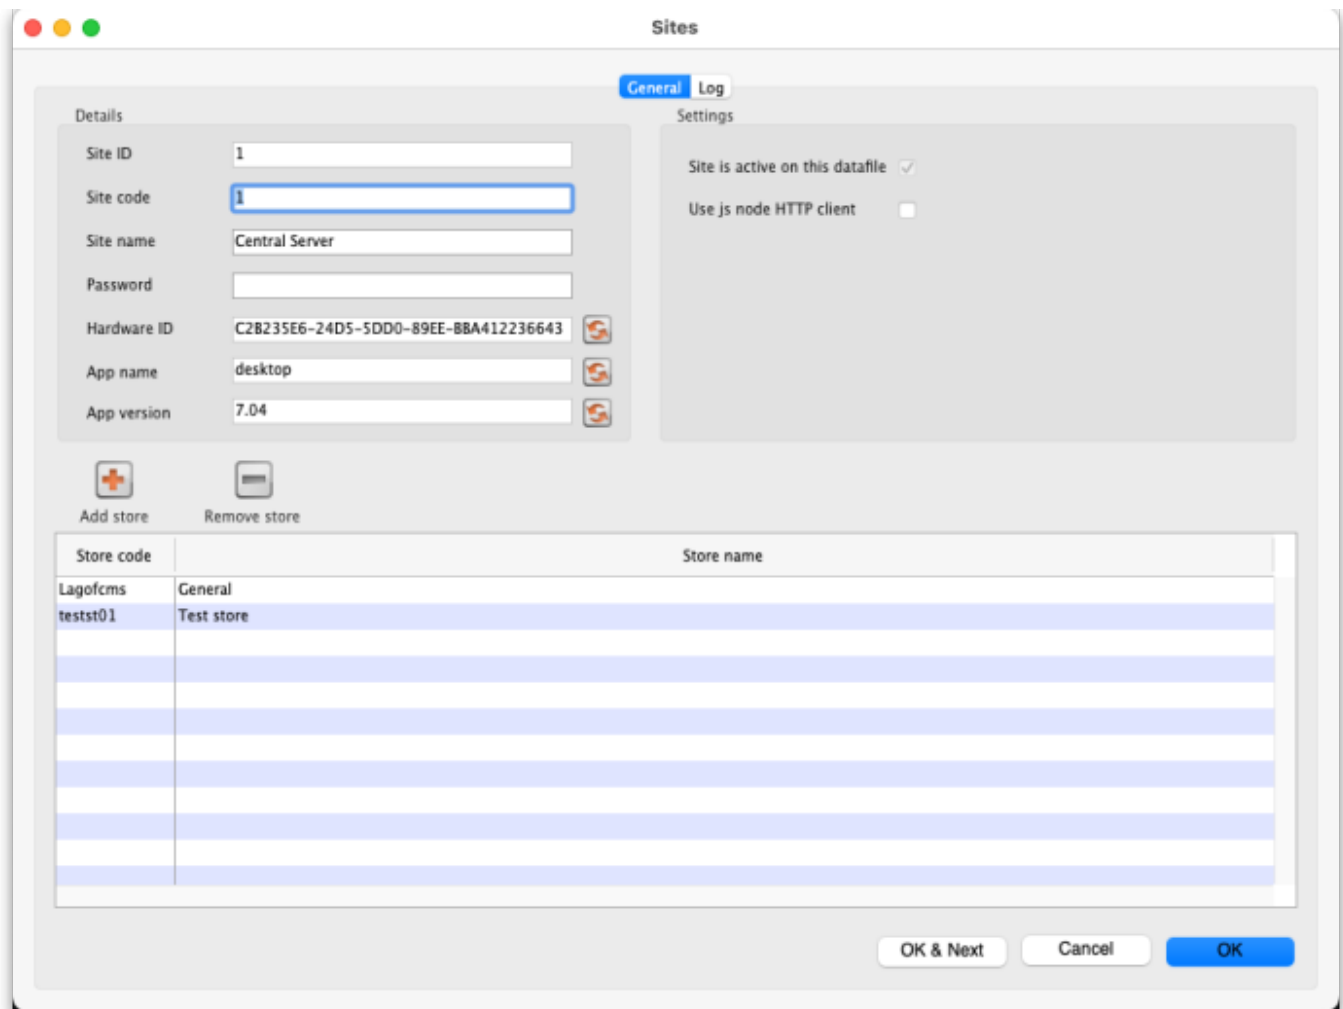 Sites
General Log
Details
Site ID 1
Site code 1
Site name Central Server
Password
Hardware ID C2B235E6-24D5-5DD0-89EE-BBA412236643
App name desktop
App version 7.04
Settings
Site is active on this datafile
Use js node HTTP client
Add store Remove store
Store code Store name
Lagofcms General
testst01 Test store
OK & Next Cancel OK